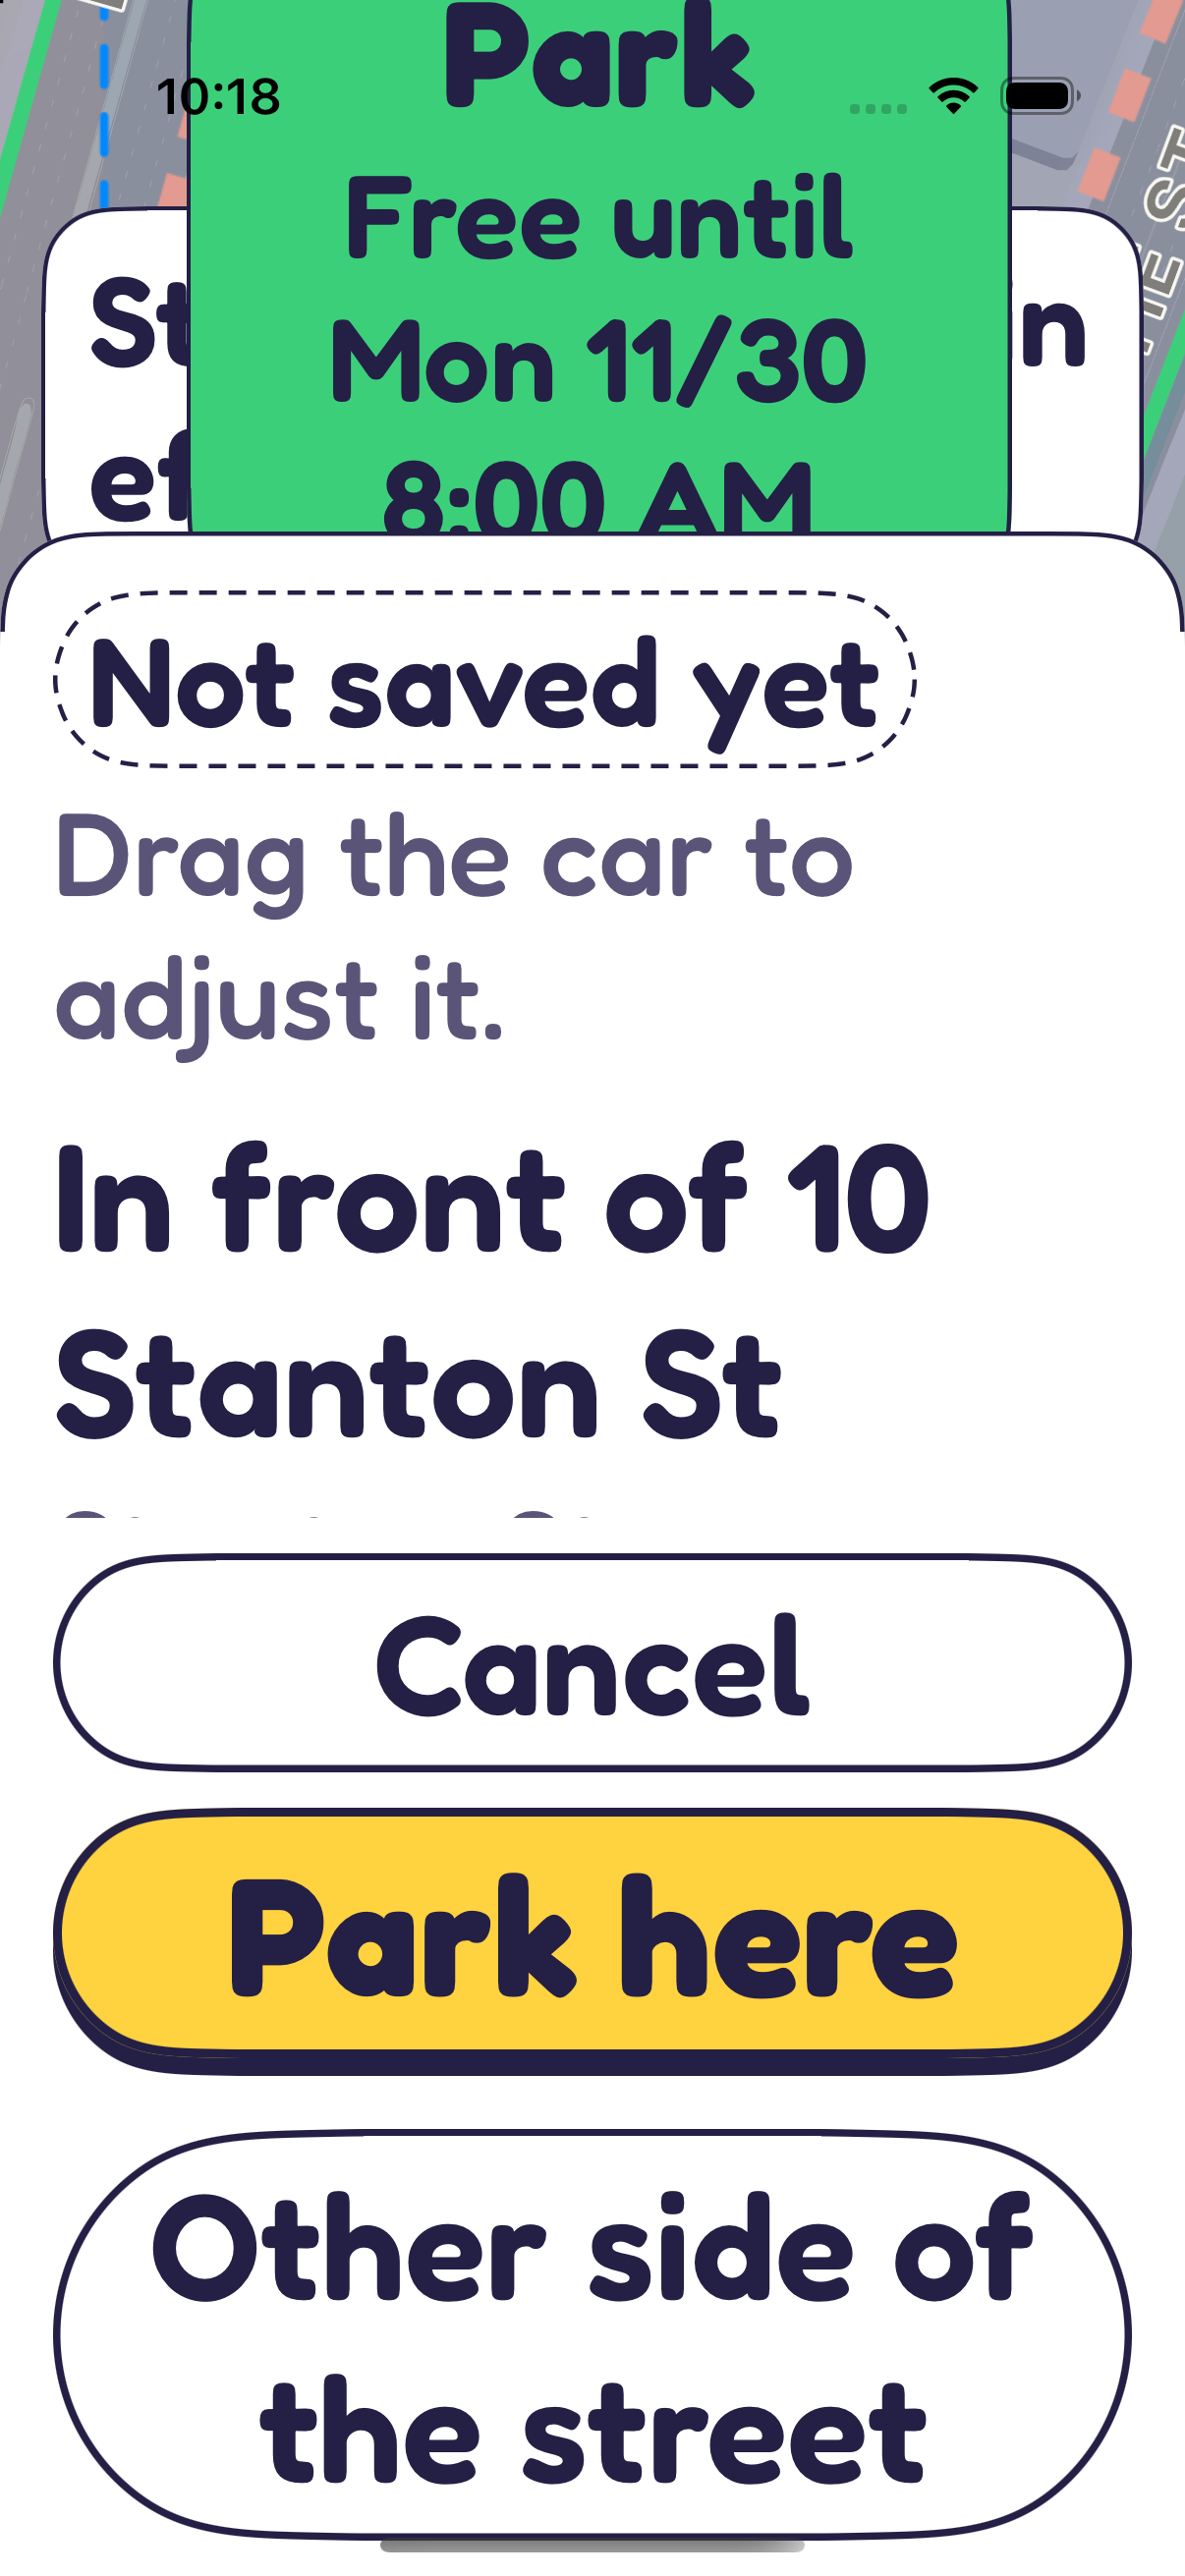 Park
10:18
Free until
Mon 11/30
8:00 AM
Not saved yet
Drag the car to
adjust it.
In front of 10
Stanton St
Cancel
Park here
Other side of
the street